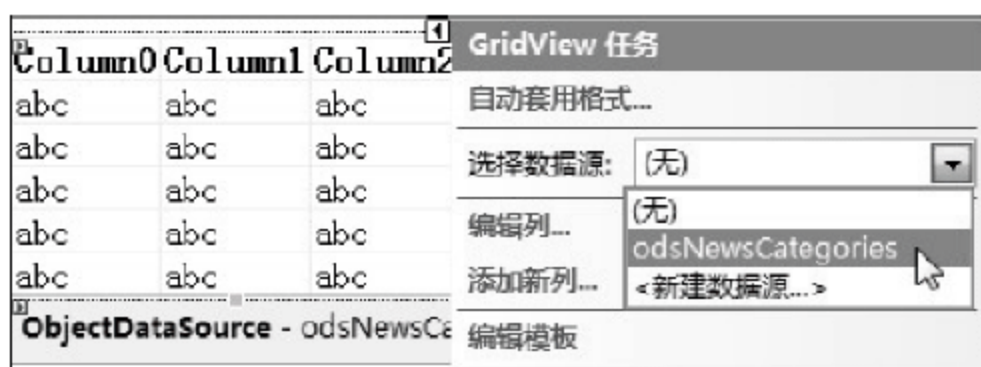 Column0 Column1 Column2
abc abc abc
abc abc abc
abc abc abc
abc abc abc
abc abc abc
ObjectDataSource - odsNewsCa
GridView 任务
自动套用格式...
选择数据源: (无)
(无)
odsNewsCategories
<新建数据源...>
编辑列...
添加新列...
编辑模板